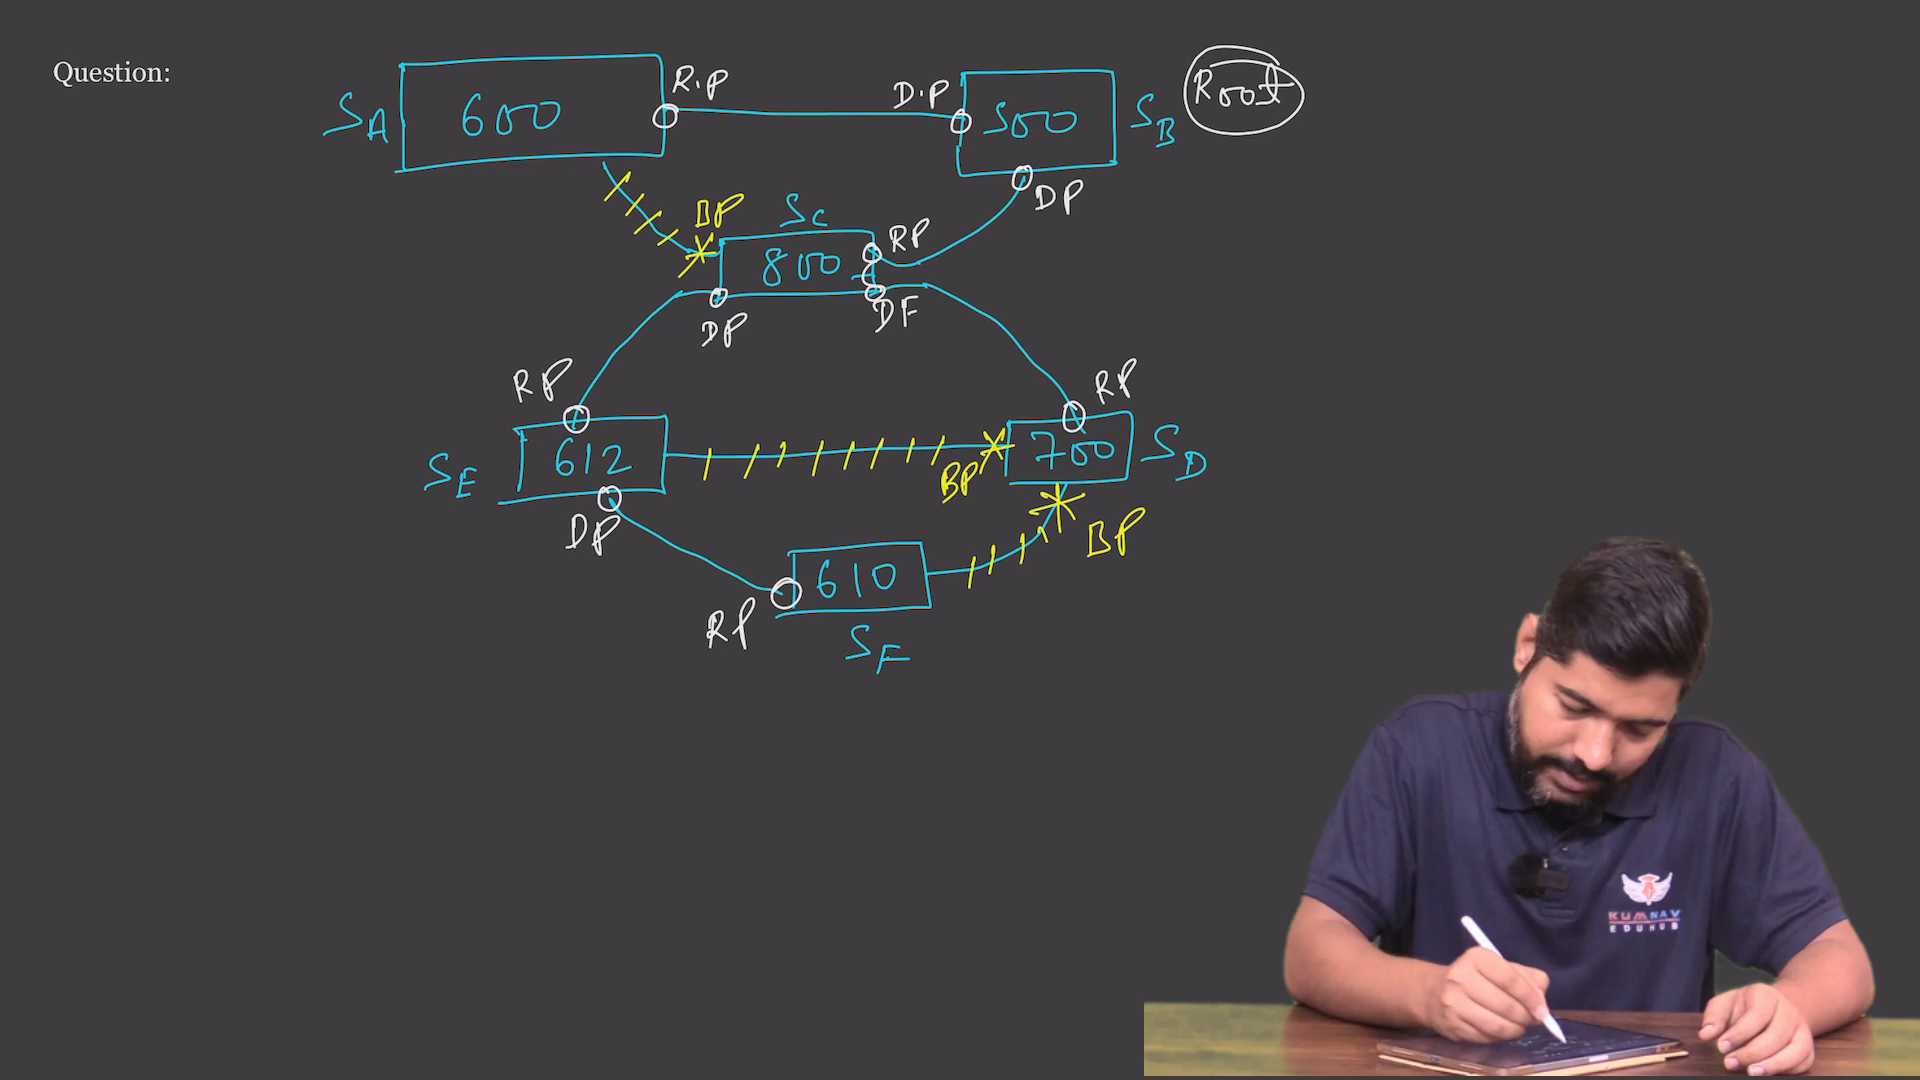 Question:
SA
600
R.P
D.P
500
SB
Root
BP
SC
DP
800
RP
DP
DF
RP
RP
SE
612
BP
700
SD
DP
BP
610
RP
SF
KUMNAV
EDUHUB